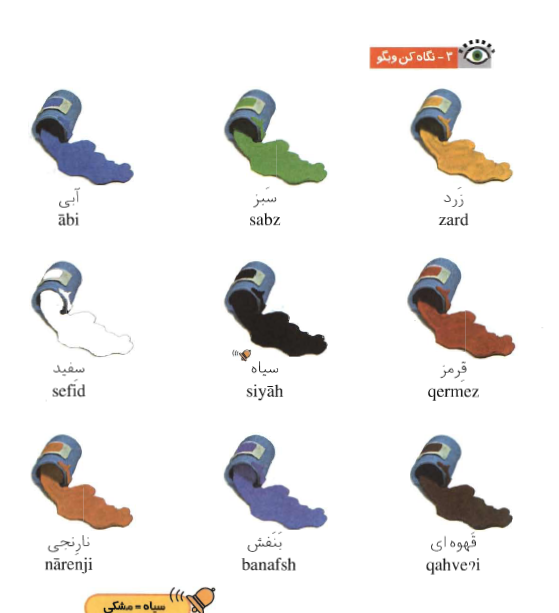 ۳ - نگاه کن وبگو
زَرد
zard
سَبز
sabz
آبی
ābi
قِرمز
qermez
سیاه
siyāh
سِفید
sefid
قَهوه ای
qahveʔi
بَنَفش
banafsh
نارِنجی
nārenji
سیاه = مشکی